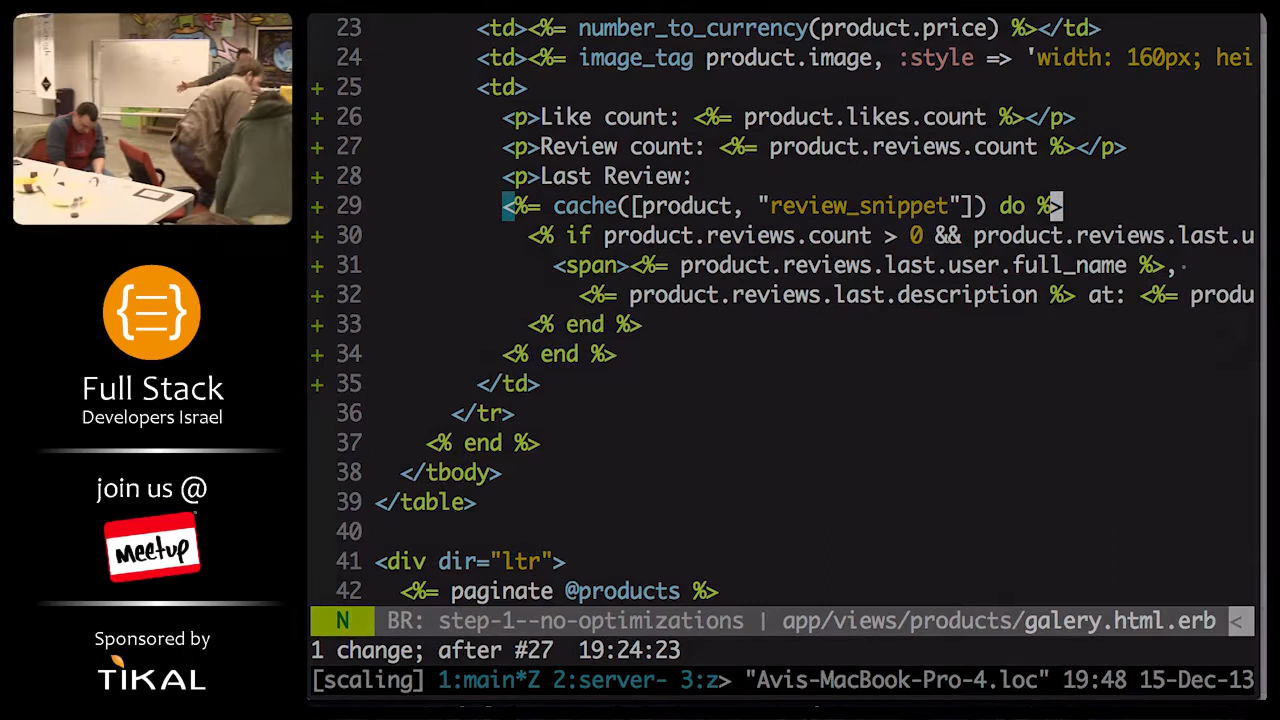 23 <td><%= number_to_currency(product.price) %></td>
24 <td><%= image_tag product.image, :style => 'width: 160px; hei
+ 25 <td>
+ 26 <p>Like count: <%= product.likes.count %></p>
+ 27 <p>Review count: <%= product.reviews.count %></p>
+ 28 <p>Last Review:
+ 29 <%= cache([product, "review_snippet"]) do %>
+ 30 <% if product.reviews.count > 0 && product.reviews.last.u
+ 31 <span><%= product.reviews.last.user.full_name %>,·
+ 32 <%= product.reviews.last.description %> at: <%= produ
+ 33 <% end %>
+ 34 <% end %>
+ 35 </td>
36 </tr>
37 <% end %>
38 </tbody>
39 </table>
40
41 <div dir="ltr">
42 <%= paginate @products %>
N BR: step-1--no-optimizations | app/views/products/galery.html.erb <
1 change; after #27 19:24:23
[scaling] 1:main*Z 2:server- 3:z> "Avis-MacBook-Pro-4.loc" 19:48 15-Dec-13
Full Stack
Developers Israel
join us @
Meetup
Sponsored by
TIKAL